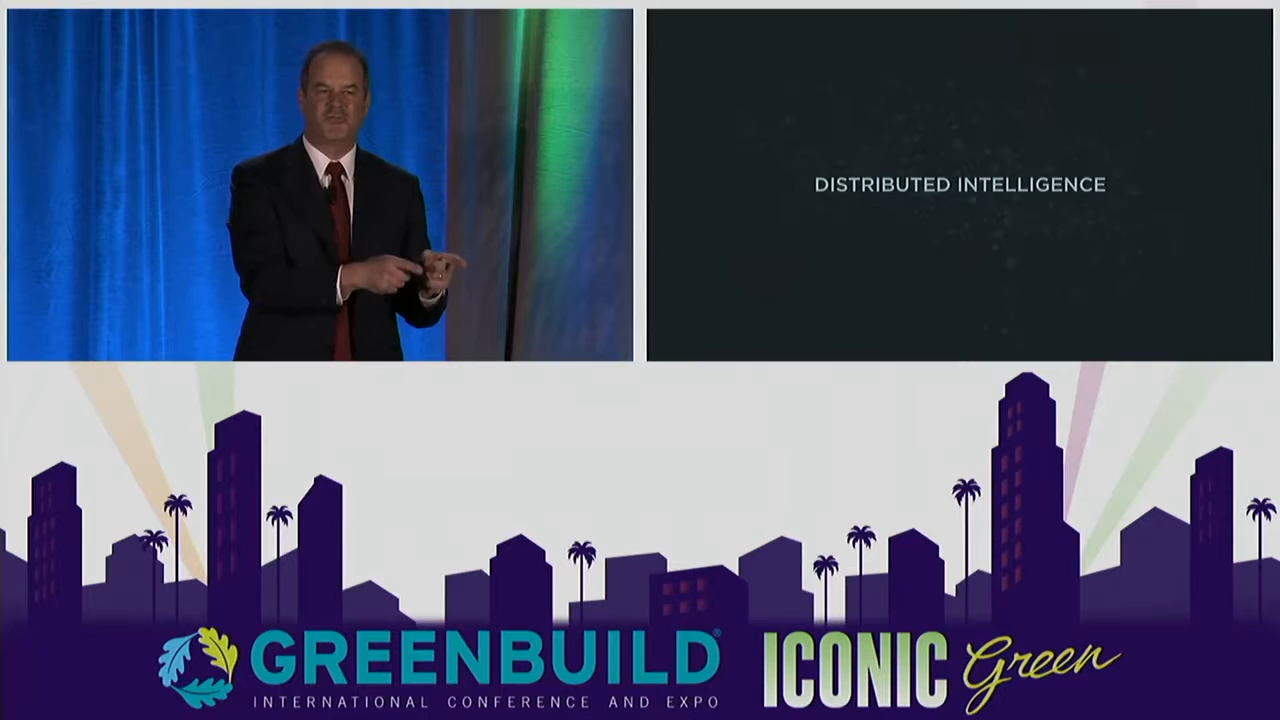 DISTRIBUTED INTELLIGENCE
GREENBUILD®
INTERNATIONAL CONFERENCE AND EXPO
ICONIC Green